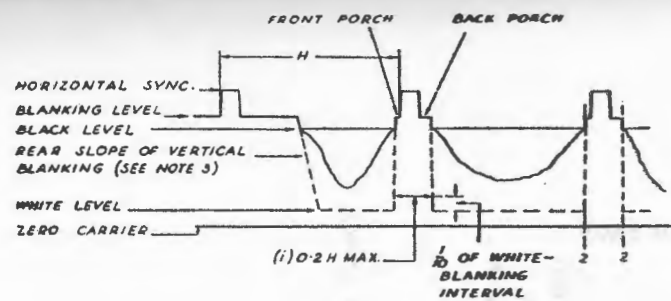 FRONT PORCH
BACK PORCH
H
HORIZONTAL SYNC.
BLANKING LEVEL
BLACK LEVEL
REAR SLOPE OF VERTICAL
BLANKING (SEE NOTE 3)
WHITE LEVEL
ZERO CARRIER
(i) 0·2 H MAX.
1/10 OF WHITE-
BLANKING
INTERVAL
2 2